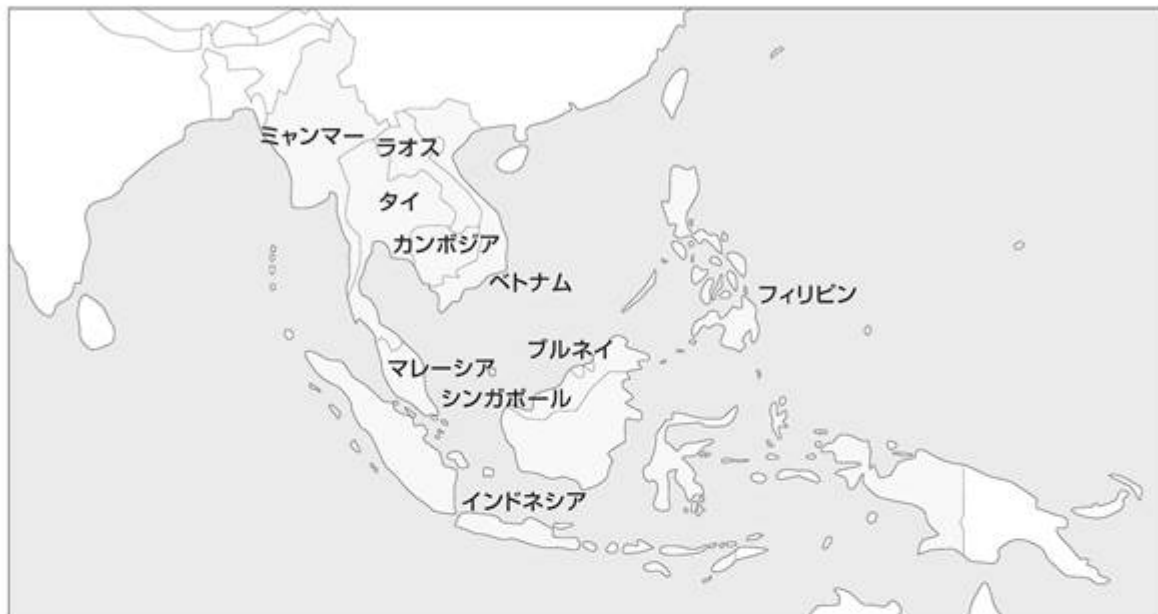 ミャンマー
ラオス
タイ
カンボジア
ベトナム
フィリピン
ブルネイ
マレーシア
シンガポール
インドネシア